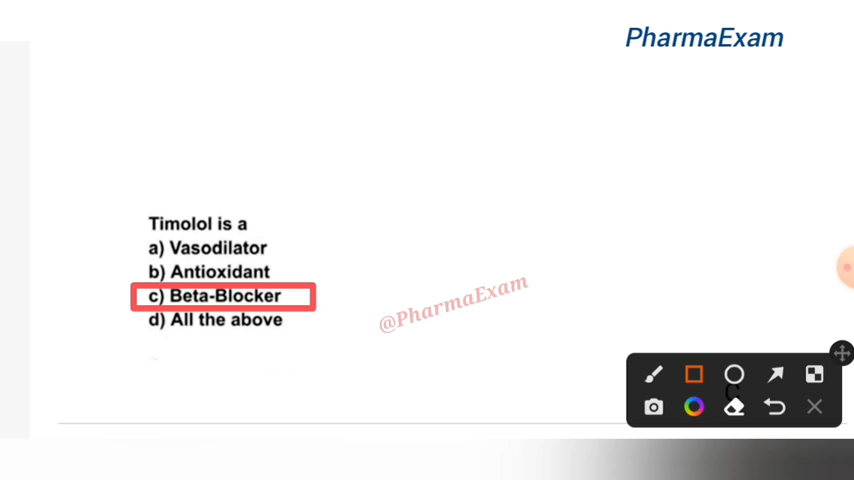 PharmaExam
Timolol is a
a) Vasodilator
b) Antioxidant
c) Beta-Blocker
d) All the above
@PharmaExam